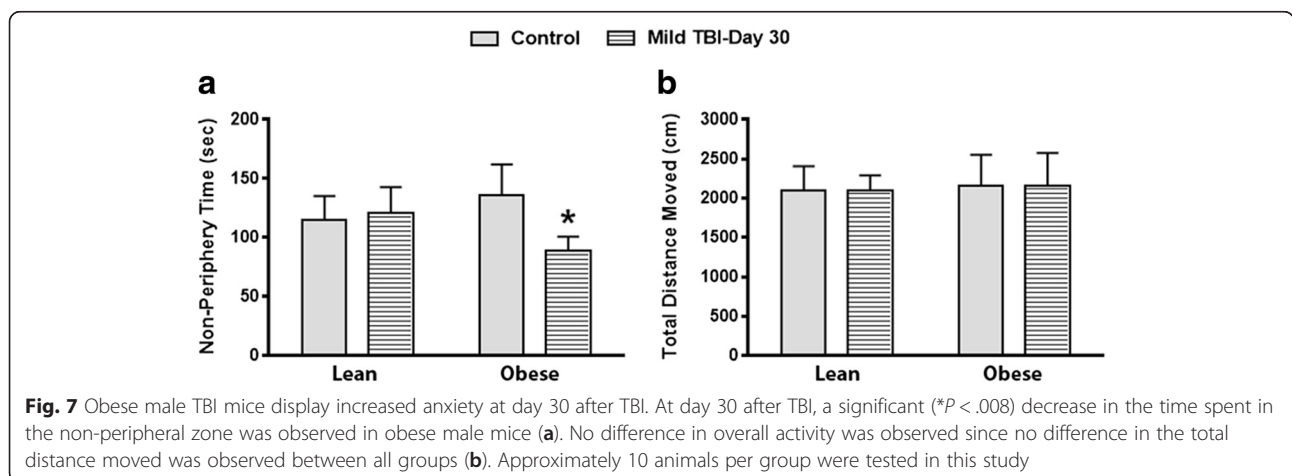 Control Mild TBI-Day 30
a
Non-Periphery Time (sec)
200
150
100
50
0
*
Lean Obese
b
Total Distance Moved (cm)
3000
2500
2000
1500
1000
500
0
Lean Obese
Fig. 7 Obese male TBI mice display increased anxiety at day 30 after TBI. At day 30 after TBI, a significant (*P < .008) decrease in the time spent in
the non-peripheral zone was observed in obese male mice (a). No difference in overall activity was observed since no difference in the total
distance moved was observed between all groups (b). Approximately 10 animals per group were tested in this study